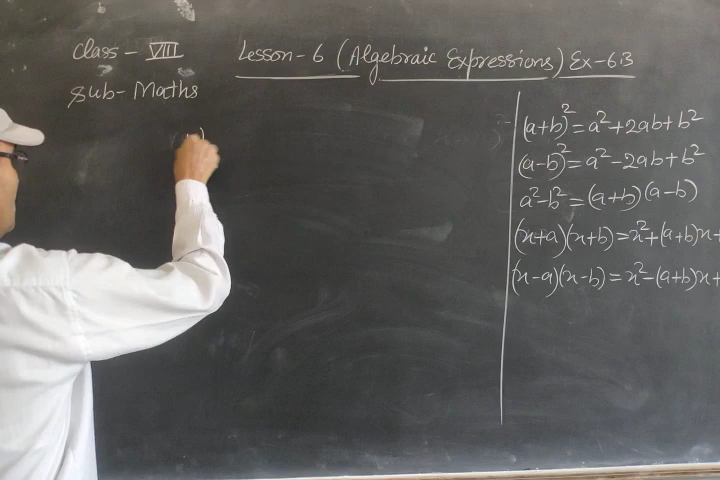 Class - VIII Lesson - 6 (Algebraic Expressions) Ex - 6.3
Sub - Maths
(a+b)² = a² + 2ab + b²
(a-b)² = a² - 2ab + b²
a² - b² = (a+b)(a-b)
(x+a)(x+b) = x² + (a+b)x +
(x-a)(x-b) = x² - (a+b)x +